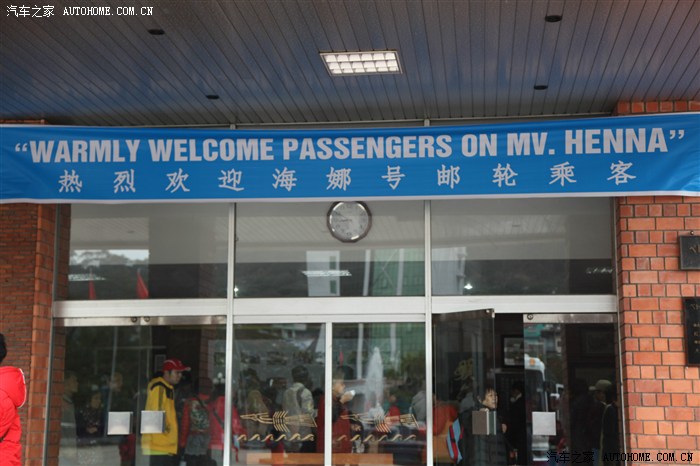 汽车之家 AUTOHOME.COM.CN
“WARMLY WELCOME PASSENGERS ON MV. HENNA”
热烈欢迎海娜号邮轮乘客
汽车之家 AUTOHOME.COM.CN